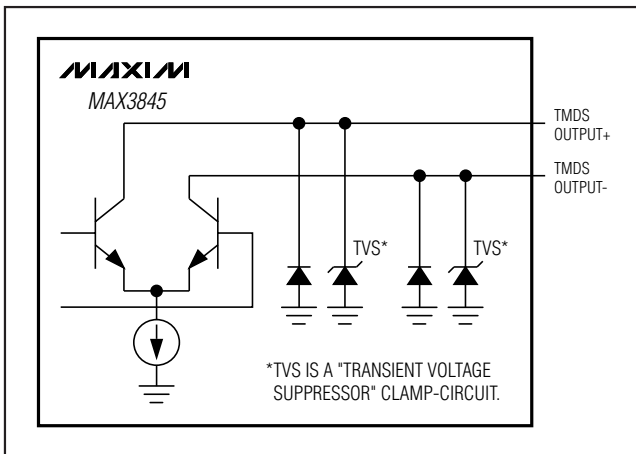 MAXIM
MAX3845
TMDS
OUTPUT+
TMDS
OUTPUT-
TVS*
TVS*
*TVS IS A "TRANSIENT VOLTAGE
SUPPRESSOR" CLAMP-CIRCUIT.